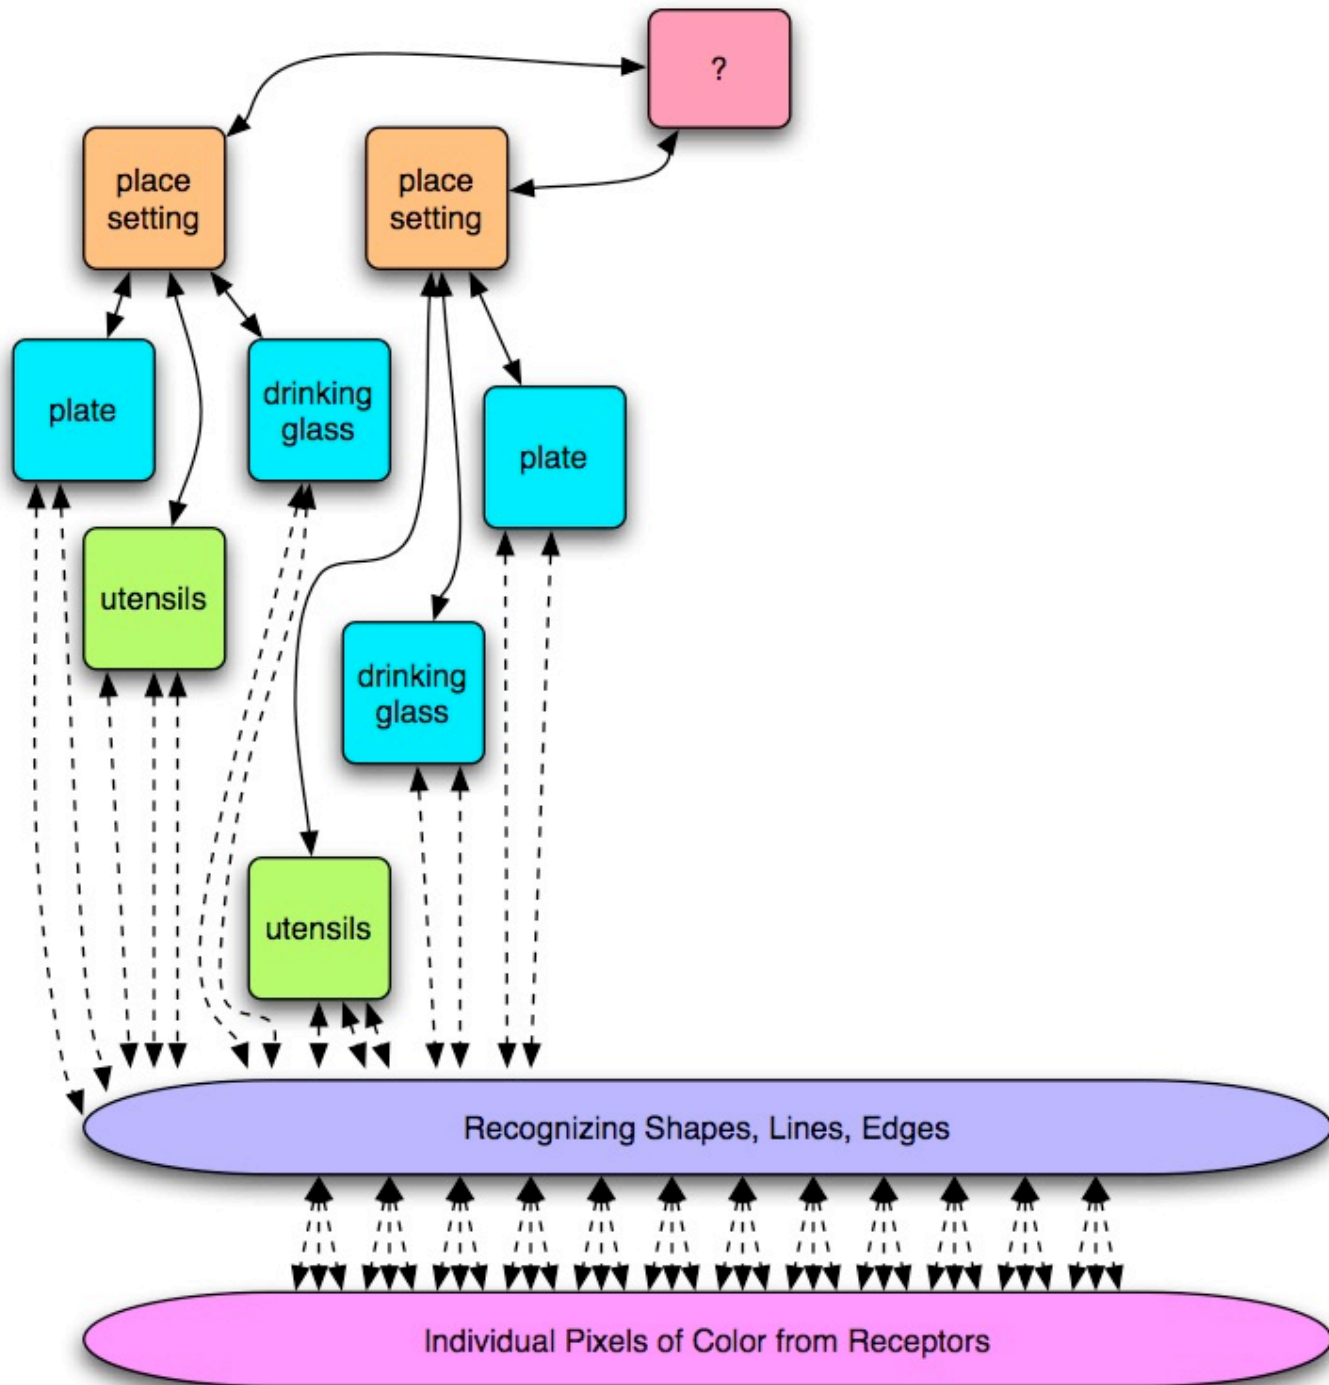 ?
place
setting
place
setting
plate
drinking
glass
plate
utensils
drinking
glass
utensils
Recognizing Shapes, Lines, Edges
Individual Pixels of Color from Receptors